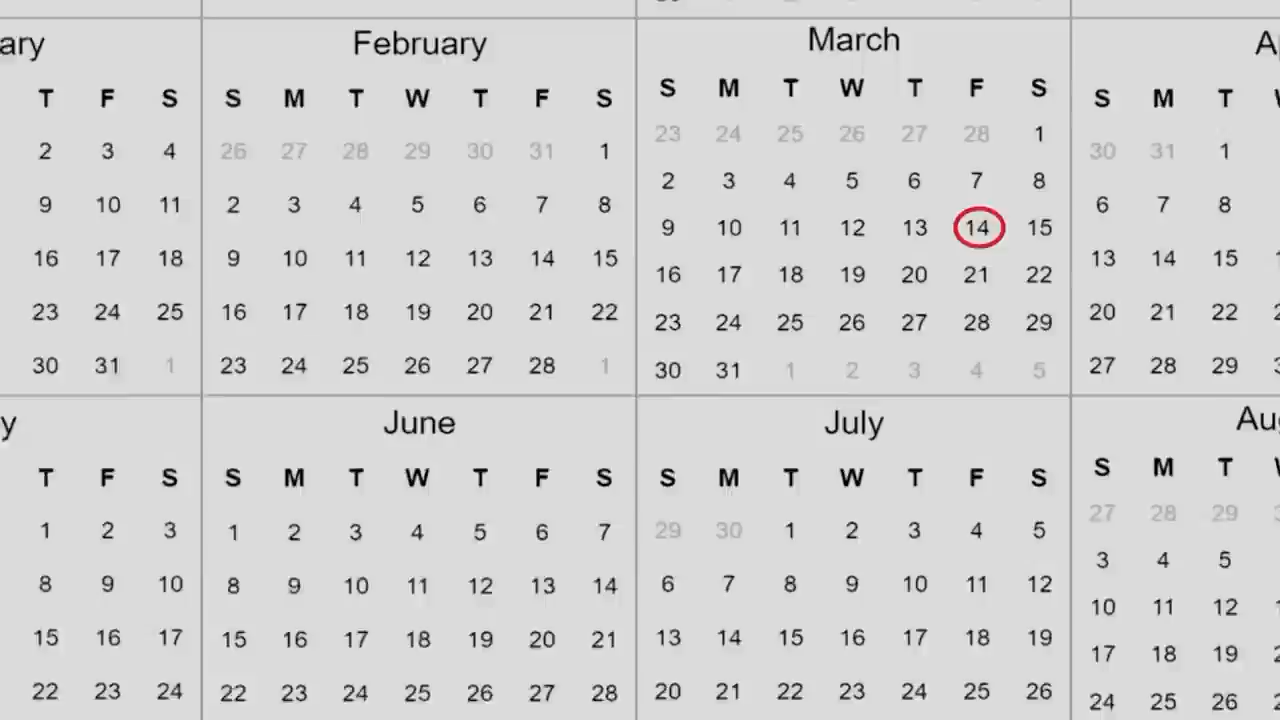 ary
T F S
2 3 4
9 10 11
16 17 18
23 24 25
30 31 1
February
S M T W T F S
26 27 28 29 30 31 1
2 3 4 5 6 7 8
9 10 11 12 13 14 15
16 17 18 19 20 21 22
23 24 25 26 27 28 1
March
S M T W T F S
23 24 25 26 27 28 1
2 3 4 5 6 7 8
9 10 11 12 13 14 15
16 17 18 19 20 21 22
23 24 25 26 27 28 29
30 31 1 2 3 4 5
Ap
S M T
30 31 1
6 7 8
13 14 15
20 21 22
27 28 29
y
T F S
1 2 3
8 9 10
15 16 17
22 23 24
June
S M T W T F S
1 2 3 4 5 6 7
8 9 10 11 12 13 14
15 16 17 18 19 20 21
22 23 24 25 26 27 28
July
S M T W T F S
29 30 1 2 3 4 5
6 7 8 9 10 11 12
13 14 15 16 17 18 19
20 21 22 23 24 25 26
Aug
S M T
27 28 29
3 4 5
10 11 12
17 18 19
24 25 26